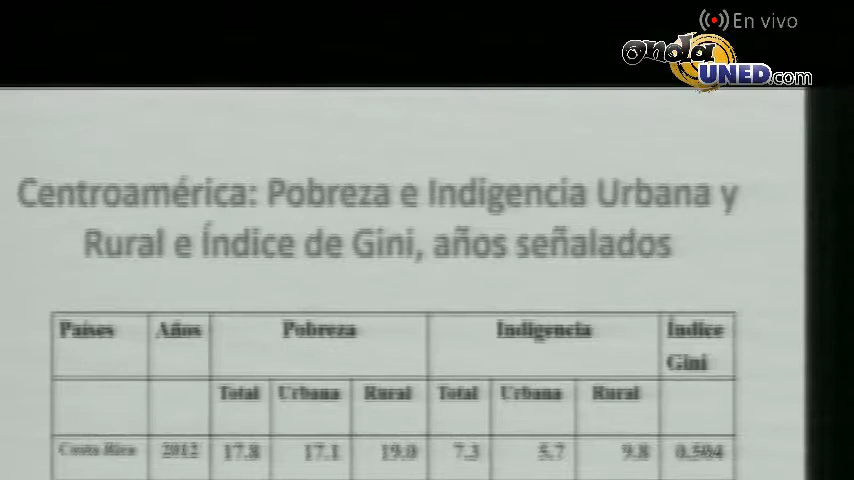 En vivo
onda
UNED.com
Centroamérica: Pobreza e Indigencia Urbana y
Rural e Índice de Gini, años señalados
Países Años Pobreza Indigencia Índice
Gini
Total Urbana Rural Total Urbana Rural
Costa Rica 2012 17.8 17.1 19.0 7.3 5.7 9.8 0.504